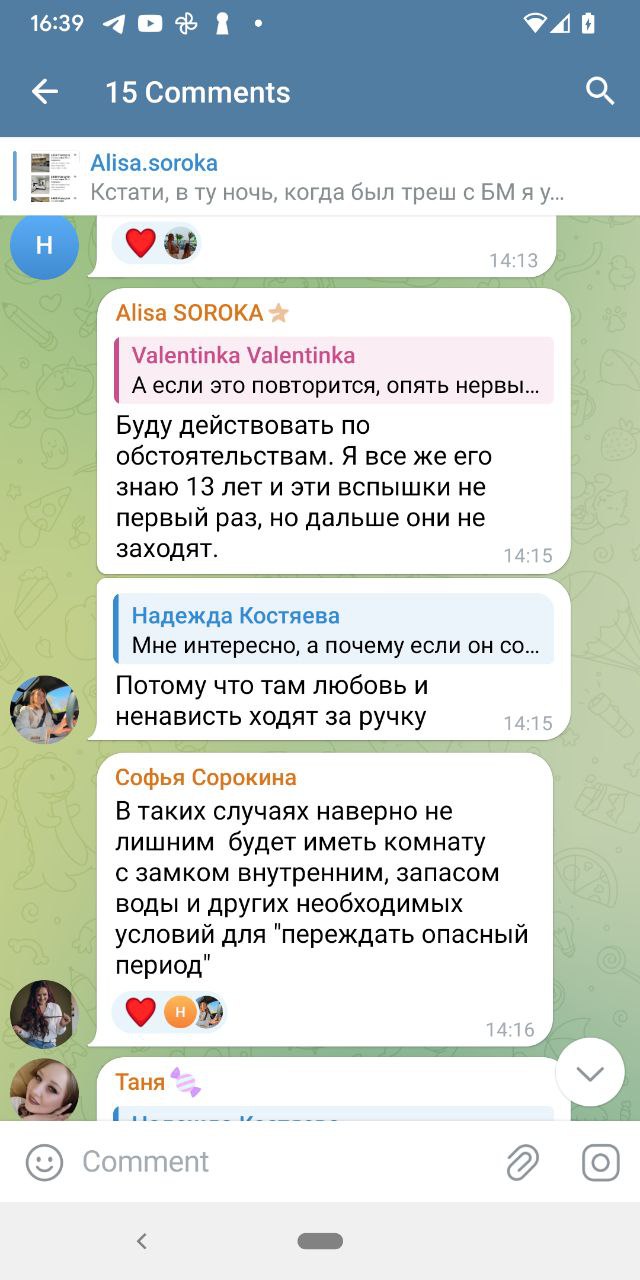 16:39
15 Comments
Alisa.soroka
Кстати, в ту ночь, когда был треш с БМ я у...
Н
14:13
Alisa SOROKA
Valentinka Valentinka
А если это повторится, опять нервы...
Буду действовать по
обстоятельствам. Я все же его
знаю 13 лет и эти вспышки не
первый раз, но дальше они не
заходят.
14:15
Надежда Костяева
Мне интересно, а почему если он со...
Потому что там любовь и
ненависть ходят за ручку
14:15
Софья Сорокина
В таких случаях наверно не
лишним будет иметь комнату
с замком внутренним, запасом
воды и других необходимых
условий для "переждать опасный
период"
Н
14:16
Таня
Надежда Костяева
Comment